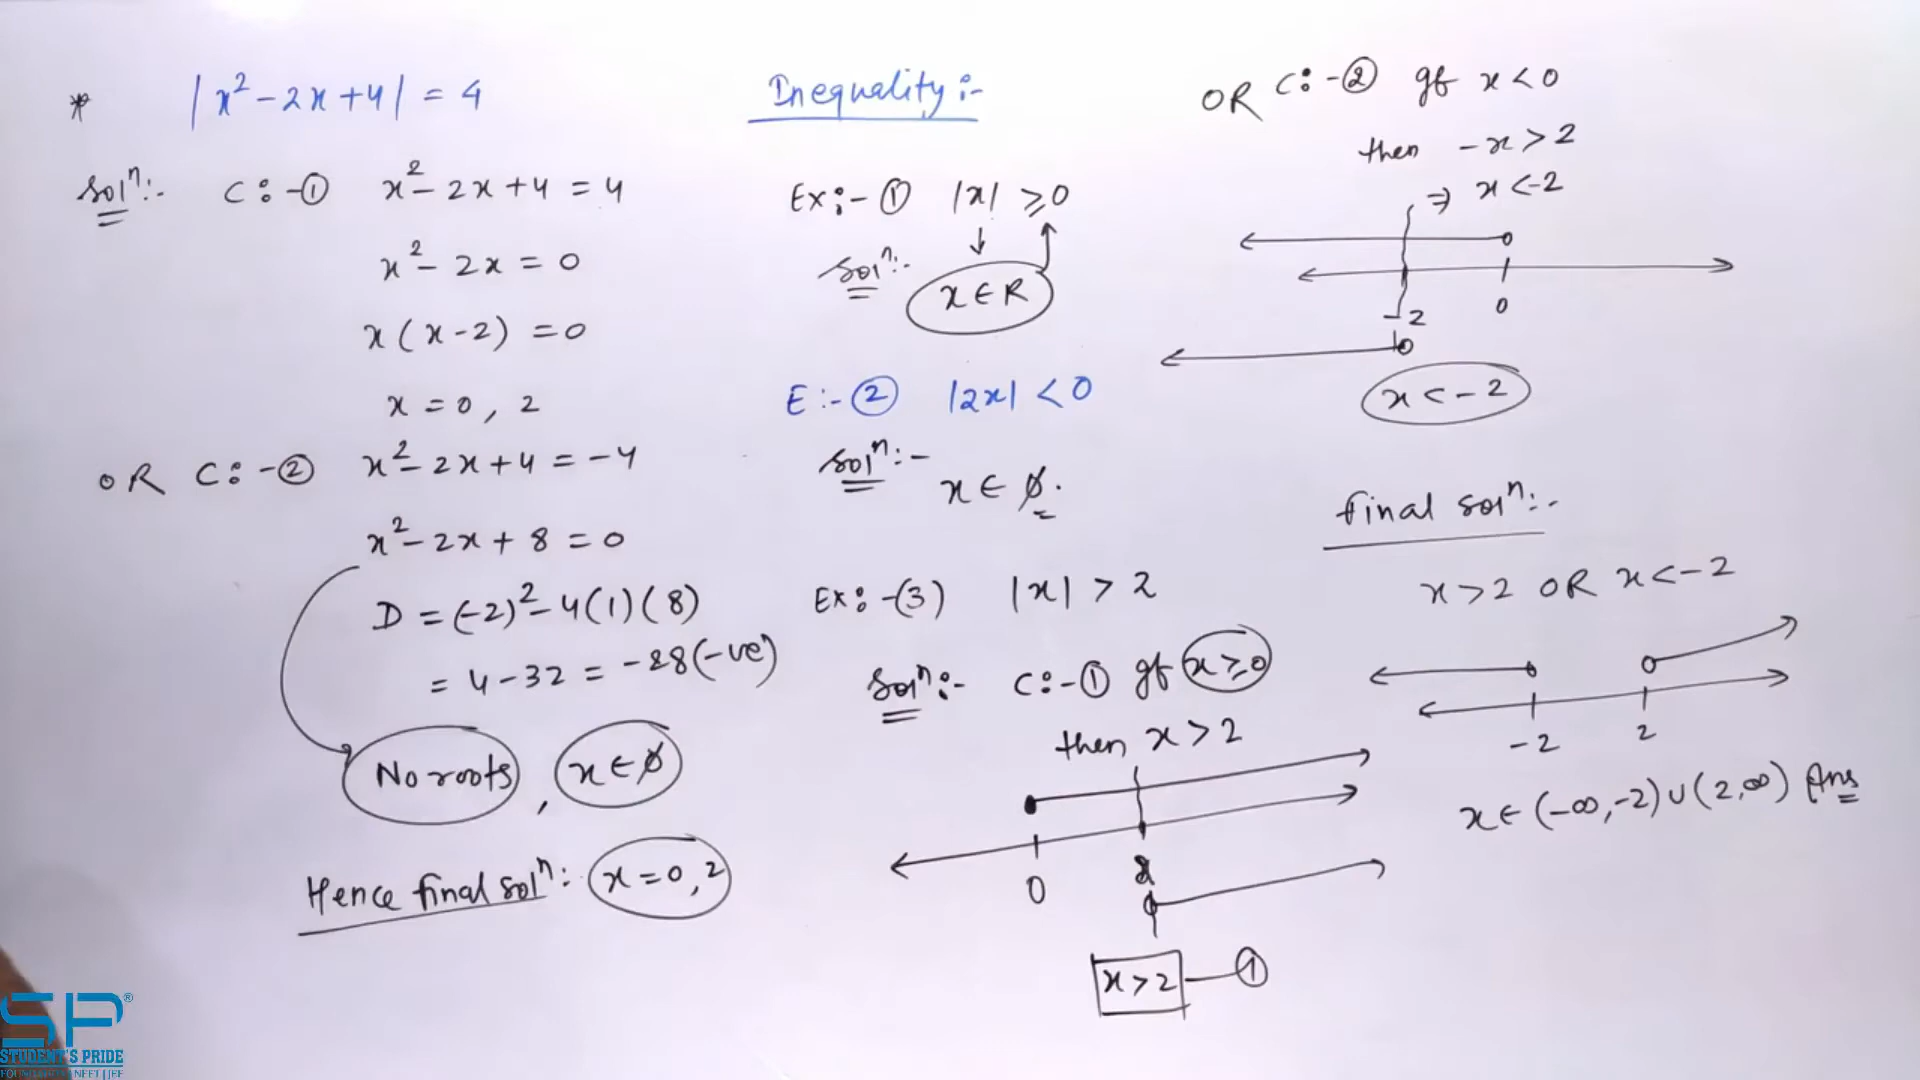 * |x² - 2x + 4| = 4
Solⁿ:- C:-① x² - 2x + 4 = 4
x² - 2x = 0
x(x-2) = 0
x = 0, 2
OR C:-② x² - 2x + 4 = -4
x² - 2x + 8 = 0
D = (-2)² - 4(1)(8)
= 4 - 32 = -28 (-ve)
No roots, x ∈ ∅
Hence final solⁿ: x = 0, 2
Inequality:-
Ex:-① |x| ≥ 0
Solⁿ:- x ∈ R
E:-② |2x| < 0
Solⁿ:- x ∈ ∅.
Ex:-(3) |x| > 2
Solⁿ:- C:-① If x ≥ 0
then x > 2
0 2
x > 2 — ①
OR C:-② If x < 0
then -x > 2
⇒ x < -2
-2 0
x < -2
final solⁿ:-
x > 2 OR x < -2
-2 2
x ∈ (-∞, -2) ∪ (2, ∞) Ans
SP®
STUDENT'S PRIDE